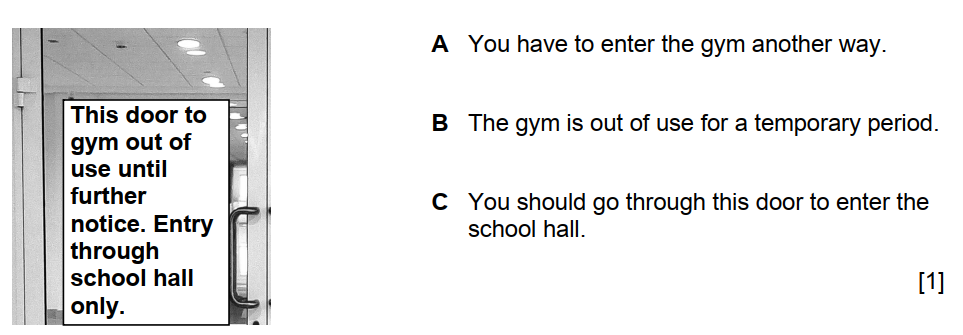 This door to
gym out of
use until
further
notice. Entry
through
school hall
only.
A You have to enter the gym another way.
B The gym is out of use for a temporary period.
C You should go through this door to enter the
school hall.
[1]